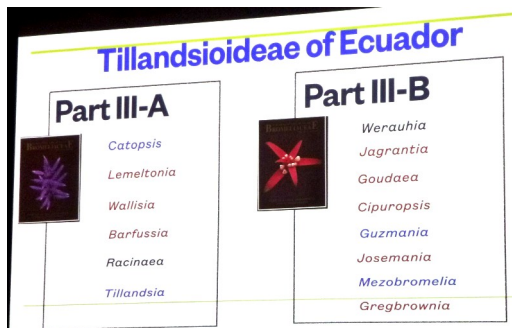 Tillandsioideae of Ecuador
Part III-A
Catopsis
Lemeltonia
Wallisia
Barfussia
Racinaea
Tillandsia
Part III-B
Werauhia
Jagrantia
Goudaea
Cipuropsis
Guzmania
Josemania
Mezobromelia
Gregbrownia